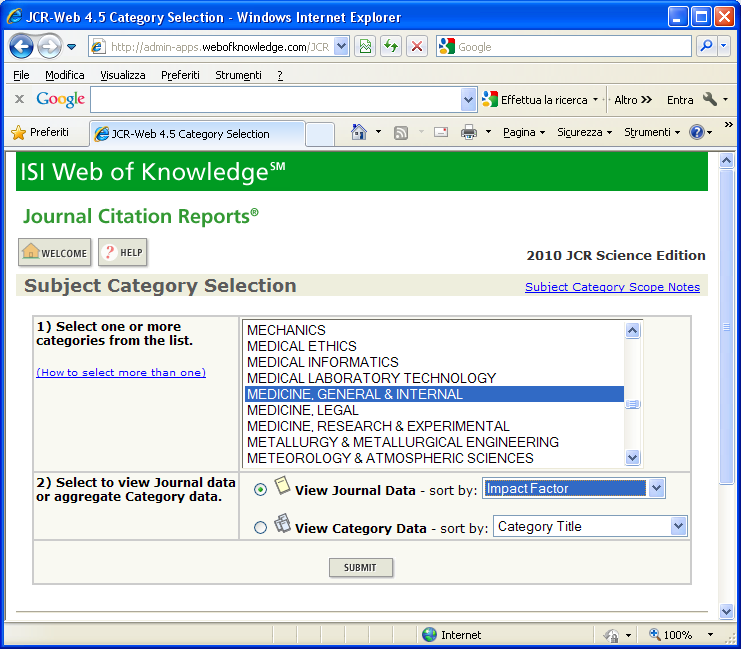 JCR-Web 4.5 Category Selection - Windows Internet Explorer
http://admin-apps.webofknowledge.com/JCR
Google
File Modifica Visualizza Preferiti Strumenti ?
x Google Effettua la ricerca Altro >> Entra
Preferiti JCR-Web 4.5 Category Selection Pagina Sicurezza Strumenti ? >>
ISI Web of Knowledge℠
Journal Citation Reports®
WELCOME ? HELP
2010 JCR Science Edition
Subject Category Selection Subject Category Scope Notes
1) Select one or more
categories from the list.
(How to select more than one)
MECHANICS
MEDICAL ETHICS
MEDICAL INFORMATICS
MEDICAL LABORATORY TECHNOLOGY
MEDICINE, GENERAL & INTERNAL
MEDICINE, LEGAL
MEDICINE, RESEARCH & EXPERIMENTAL
METALLURGY & METALLURGICAL ENGINEERING
METEOROLOGY & ATMOSPHERIC SCIENCES
2) Select to view Journal data
or aggregate Category data.
View Journal Data - sort by: Impact Factor
View Category Data - sort by: Category Title
SUBMIT
Internet 100%